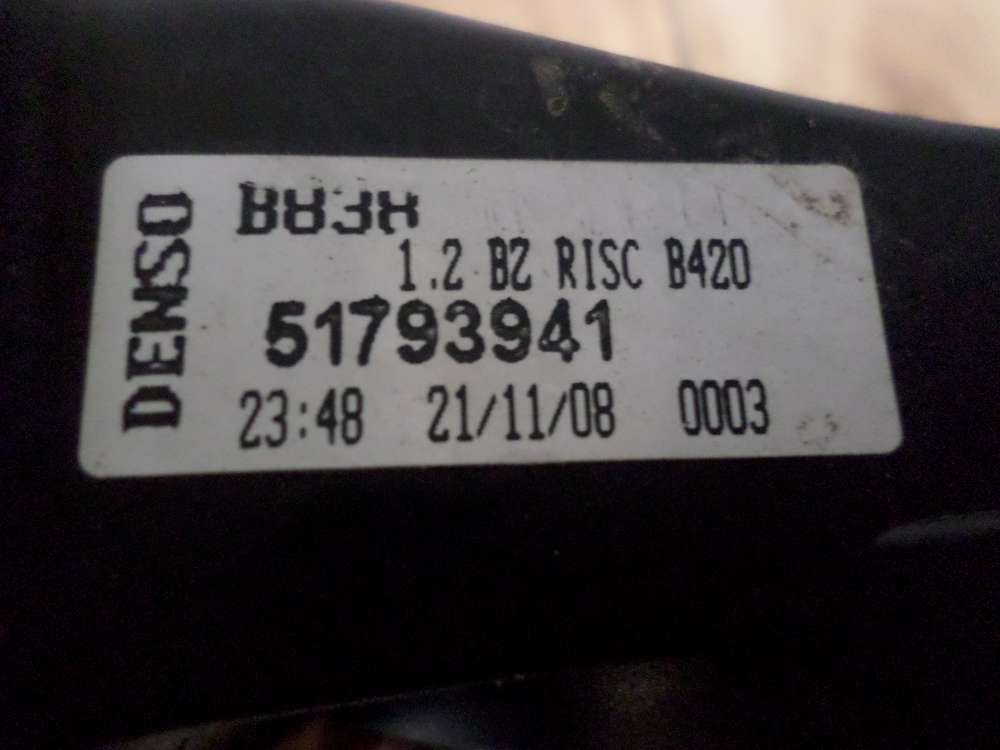 DENSO
1.2 BZ RISC B420
51793941
23:48 21/11/08 0003